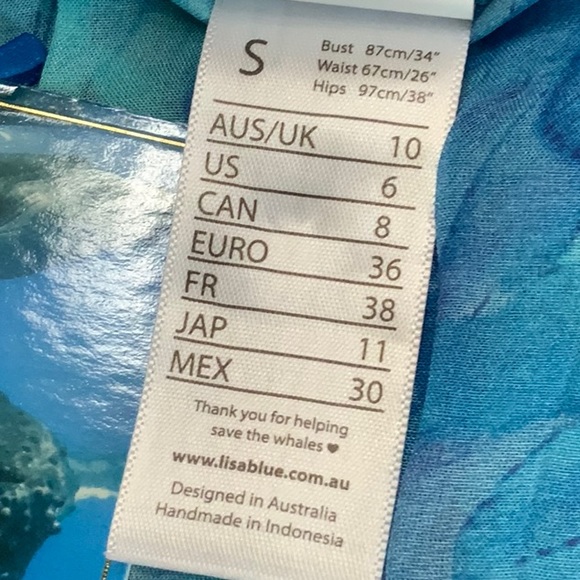 S
Bust 87cm/34"
Waist 67cm/26"
Hips 97cm/38"
AUS/UK 10
US 6
CAN 8
EURO 36
FR 38
JAP 11
MEX 30
Thank you for helping
save the whales ♥
www.lisablue.com.au
Designed in Australia
Handmade in Indonesia